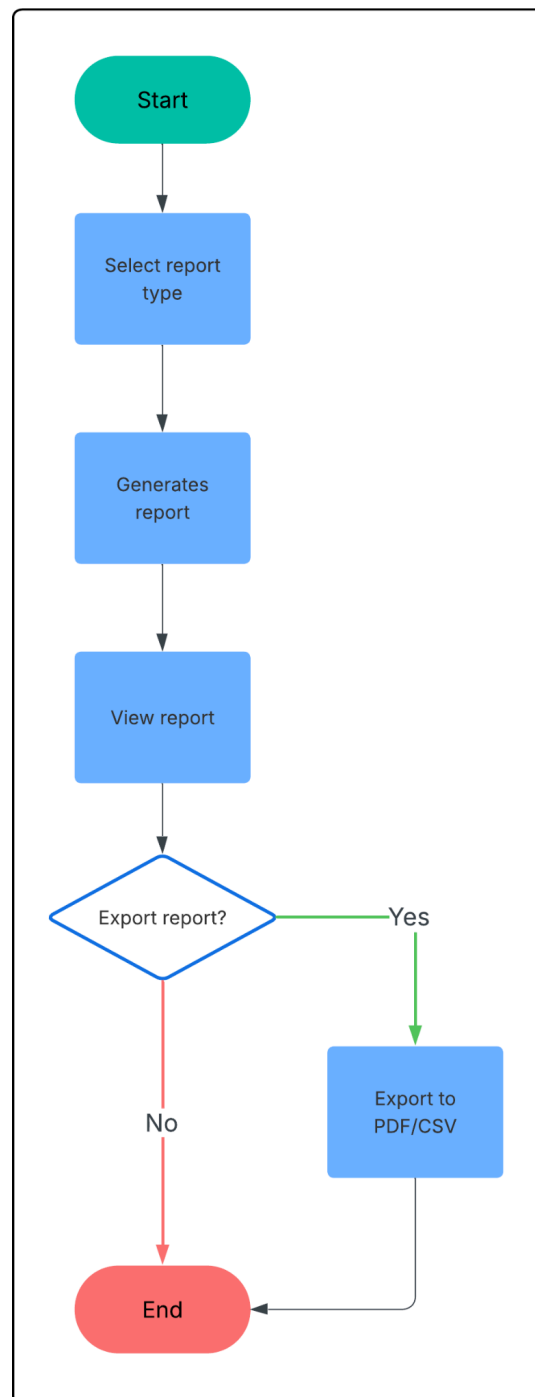 Start
Select report
type
Generates
report
View report
Export report?
Yes
Export to
PDF/CSV
No
End